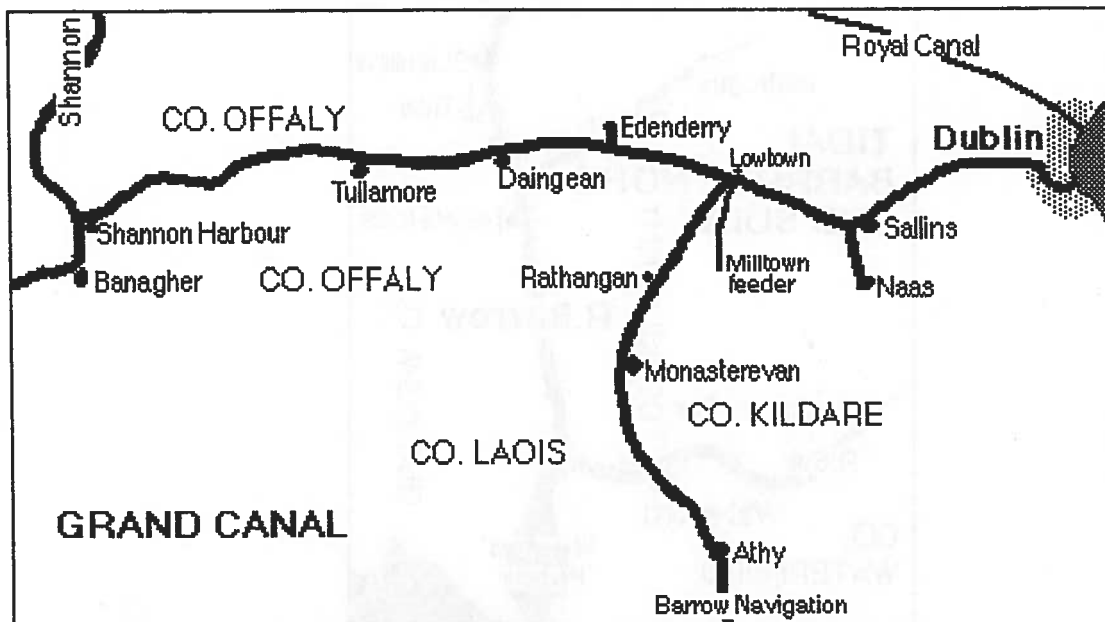 Shannon
Royal Canal
CO. OFFALY
Edenderry
Dublin
Lowtown
Tullamore
Daingean
Shannon Harbour
Sallins
Banagher
CO. OFFALY
Rathangan
Milltown
feeder
Naas
Monasterevan
CO. KILDARE
CO. LAOIS
GRAND CANAL
Athy
Barrow Navigation